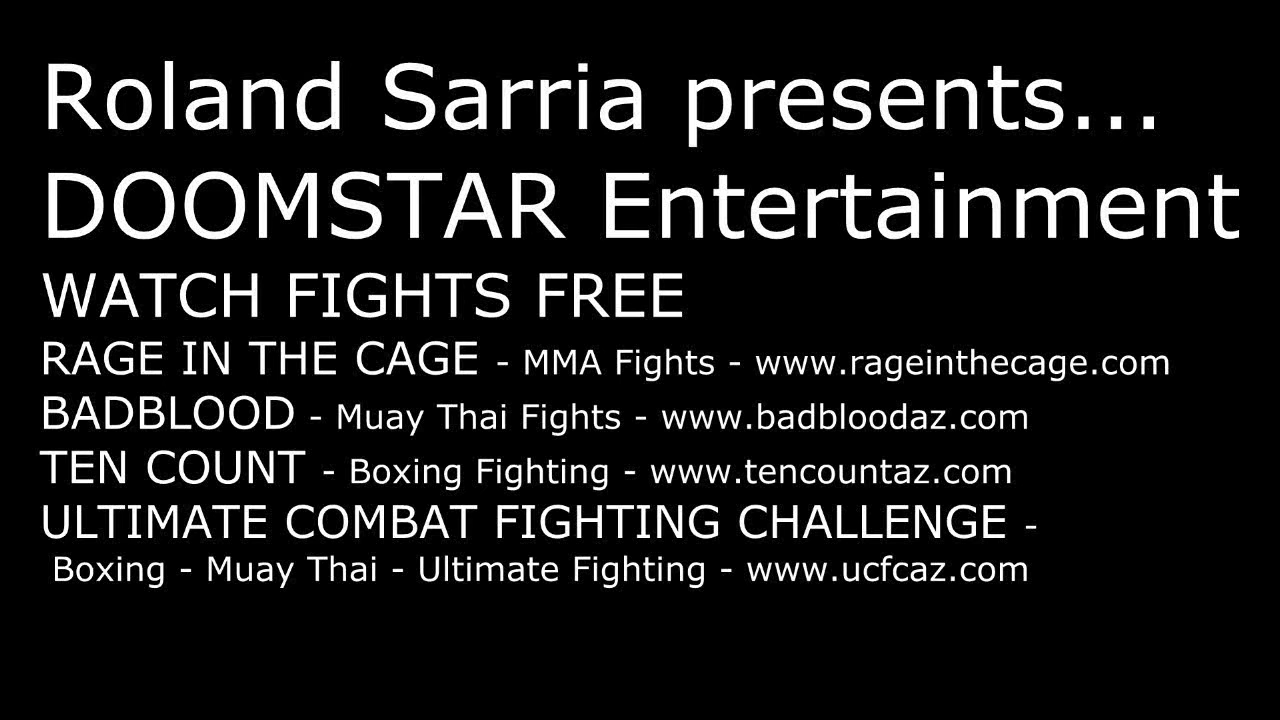 Roland Sarria presents...
DOOMSTAR Entertainment
WATCH FIGHTS FREE
RAGE IN THE CAGE - MMA Fights - www.rageinthecage.com
BADBLOOD - Muay Thai Fights - www.badbloodaz.com
TEN COUNT - Boxing Fighting - www.tencountaz.com
ULTIMATE COMBAT FIGHTING CHALLENGE -
Boxing - Muay Thai - Ultimate Fighting - www.ucfcaz.com